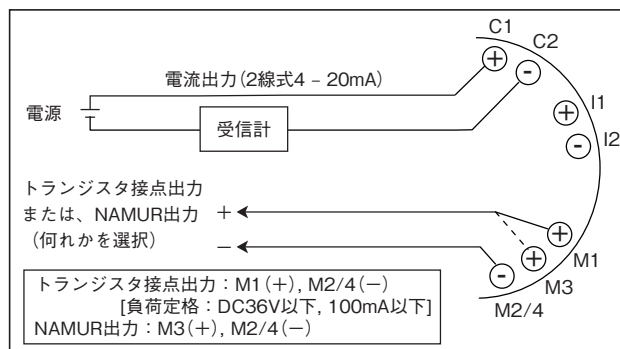 C1
C2
電流出力(2線式4 – 20mA)
電源
受信計
I1
I2
+
-
+
-
トランジスタ接点出力
または、NAMUR出力
(何れかを選択)
+
−
+
+
-
M1
M3
M2/4
トランジスタ接点出力：M1(+), M2/4(−)
[負荷定格：DC36V以下, 100mA以下]
NAMUR出力：M3(+), M2/4(−)